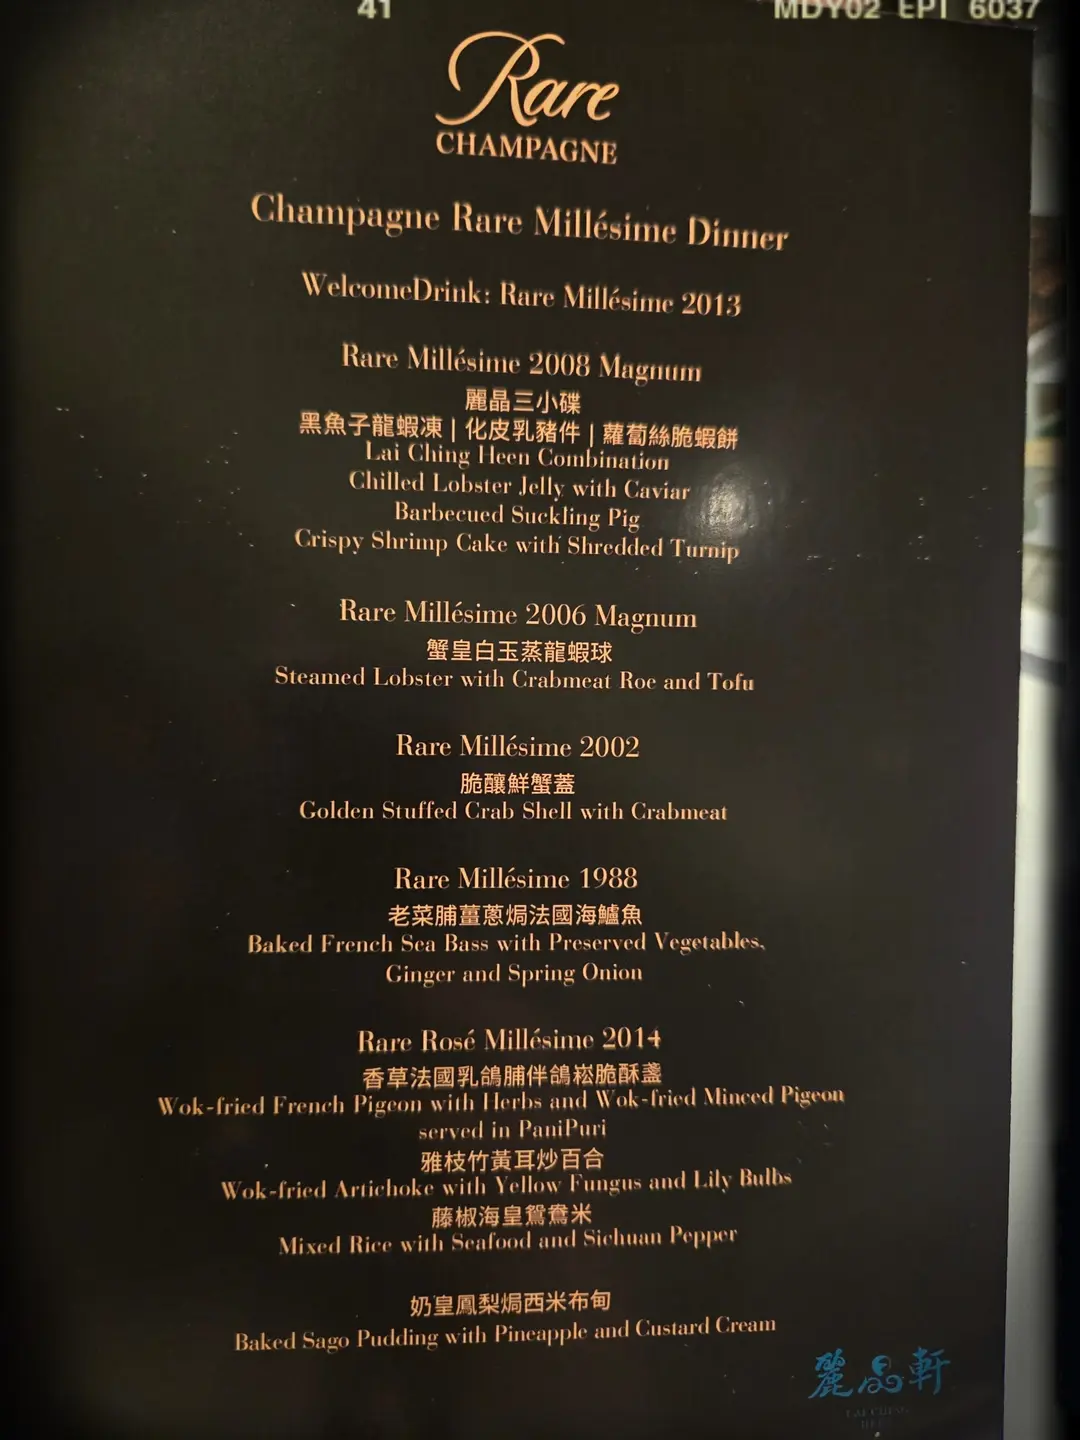 41
MDY02 EPT 6037
Rare
CHAMPAGNE
Champagne Rare Millésime Dinner
WelcomeDrink: Rare Millésime 2013
Rare Millésime 2008 Magnum
麗晶三小碟
黑魚子龍蝦凍 | 化皮乳豬件 | 蘿蔔絲脆蝦餅
Lai Ching Heen Combination
Chilled Lobster Jelly with Caviar
Barbecued Suckling Pig
Crispy Shrimp Cake with Shredded Turnip
Rare Millésime 2006 Magnum
蟹皇白玉蒸龍蝦球
Steamed Lobster with Crabmeat Roe and Tofu
Rare Millésime 2002
脆釀鮮蟹蓋
Golden Stuffed Crab Shell with Crabmeat
Rare Millésime 1988
老菜脯薑蔥焗法國海鱸魚
Baked French Sea Bass with Preserved Vegetables,
Ginger and Spring Onion
Rare Rosé Millésime 2014
香草法國乳鴿脯伴鴿崧脆酥盞
Wok-fried French Pigeon with Herbs and Wok-fried Minced Pigeon
served in PaniPuri
雅枝竹黃耳炒百合
Wok-fried Artichoke with Yellow Fungus and Lily Bulbs
藤椒海皇鴛鴦米
Mixed Rice with Seafood and Sichuan Pepper
奶皇鳳梨焗西米布甸
Baked Sago Pudding with Pineapple and Custard Cream
麗晶軒
LAI CHING
HEEN